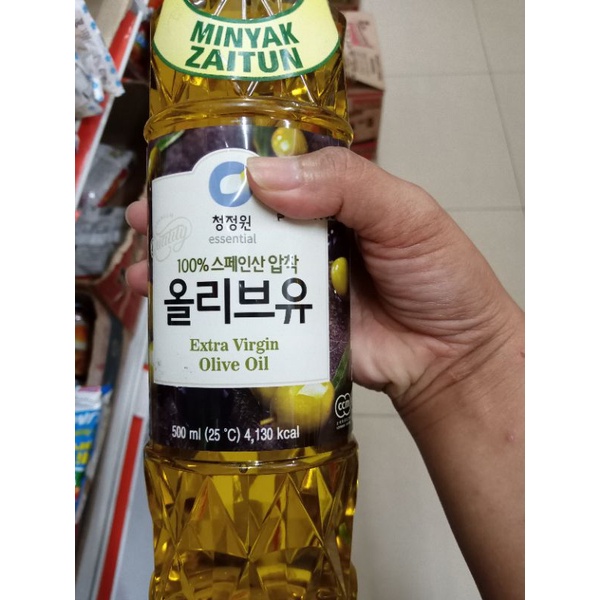 MINYAK
ZAITUN
청정원
essential
100% 스페인산 압착
올리브유
Extra Virgin
Olive Oil
500 ml (25 ˚C) 4,130 kcal